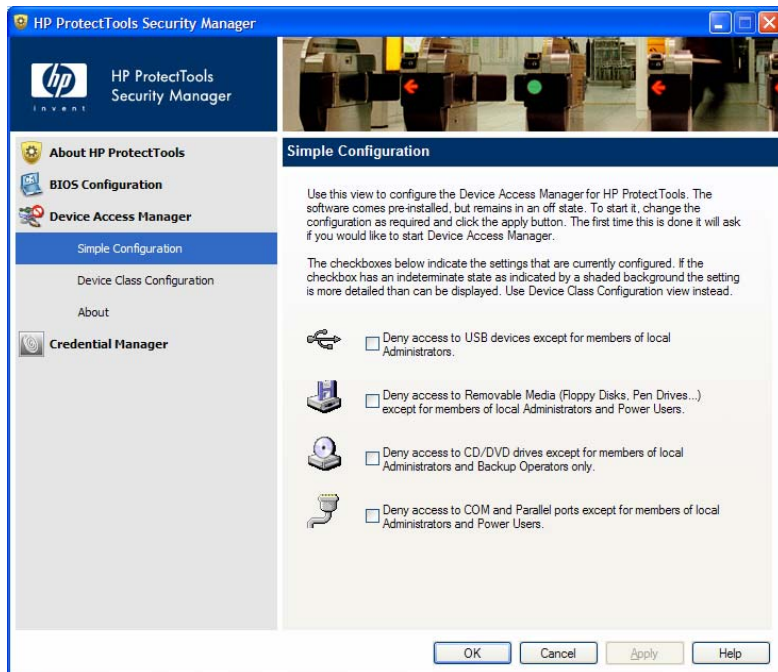 HP ProtectTools Security Manager
hp
invent
HP ProtectTools
Security Manager
About HP ProtectTools
BIOS Configuration
Device Access Manager
Simple Configuration
Device Class Configuration
About
Credential Manager
Simple Configuration
Use this view to configure the Device Access Manager for HP ProtectTools. The
software comes pre-installed, but remains in an off state. To start it, change the
configuration as required and click the apply button. The first time this is done it will ask
if you would like to start Device Access Manager.
The checkboxes below indicate the settings that are currently configured. If the
checkbox has an indeterminate state as indicated by a shaded background the setting
is more detailed than can be displayed. Use Device Class Configuration view instead.
Deny access to USB devices except for members of local
Administrators.
Deny access to Removable Media (Floppy Disks, Pen Drives...)
except for members of local Administrators and Power Users.
Deny access to CD/DVD drives except for members of local
Administrators and Backup Operators only.
Deny access to COM and Parallel ports except for members of local
Administrators and Power Users.
OK
Cancel
Apply
Help